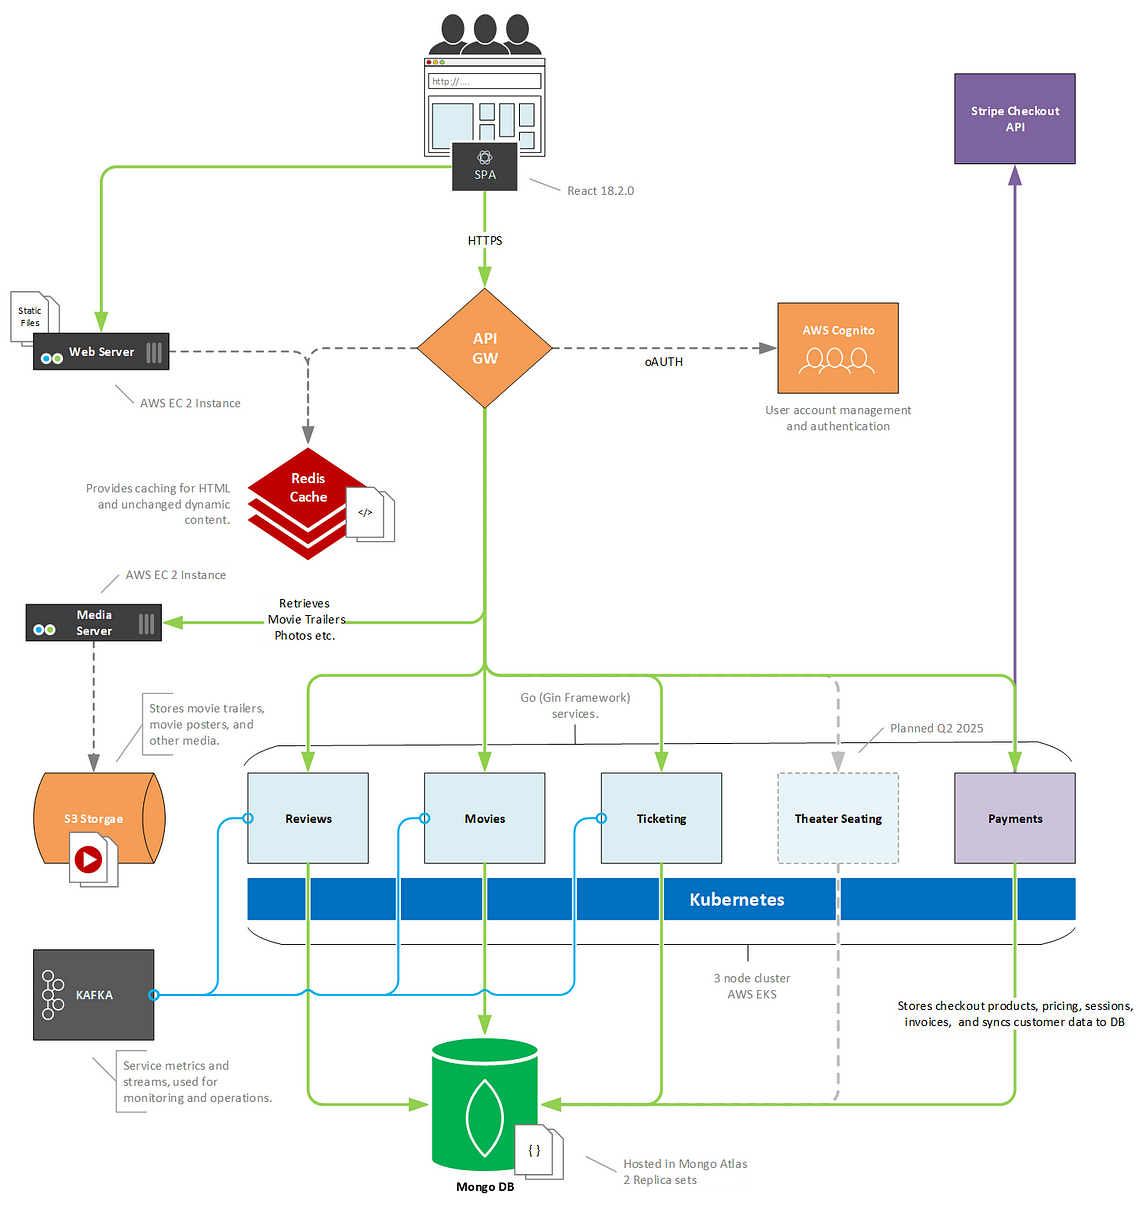 http://....
SPA
React 18.2.0
Stripe Checkout
API
HTTPS
Static
Files
Web Server
AWS EC 2 Instance
API
GW
oAUTH
AWS Cognito
User account management
and authentication
Redis
Cache
</>
Provides caching for HTML
and unchanged dynamic
content.
AWS EC 2 Instance
Media
Server
Retrieves
Movie Trailers
Photos etc.
Stores movie trailers,
movie posters, and
other media.
Go (Gin Framework)
services.
Planned Q2 2025
S3 Storgae
Reviews
Movies
Ticketing
Theater Seating
Payments
Kubernetes
3 node cluster
AWS EKS
KAFKA
Stores checkout products, pricing, sessions,
invoices,  and syncs customer data to DB
Service metrics and
streams, used for
monitoring and operations.
{ }
Mongo DB
Hosted in Mongo Atlas
2 Replica sets